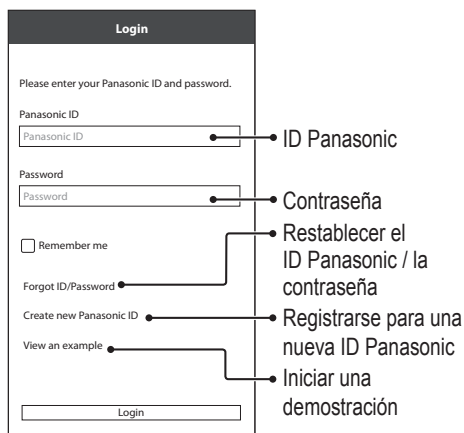 Login
Please enter your Panasonic ID and password.
Panasonic ID
Panasonic ID
Password
Password
Remember me
Forgot ID/Password
Create new Panasonic ID
View an example
Login
ID Panasonic
Contraseña
Restablecer el
ID Panasonic / la
contraseña
Registrarse para una
nueva ID Panasonic
Iniciar una
demostración